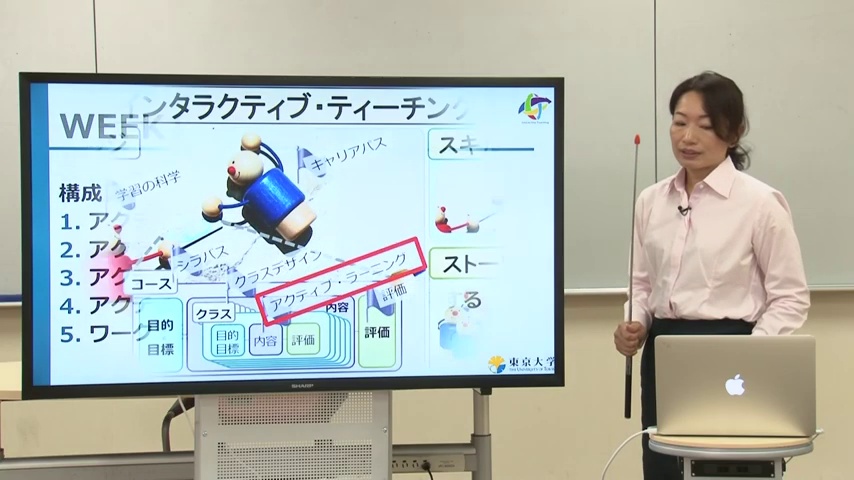 ンタラクティブ・ティーチング
WEEK
キャリアパス
スキ
構成
学習の科学
1. アク
2. アク
シラバス
クラスデザイン
3. アク
アクティブ・ラーニング
ストー
コース
評価
4. アク
クラス
内容
る
目的
目標
目的
目標
内容
評価
評価
5. ワーク
東京大学
SHARP